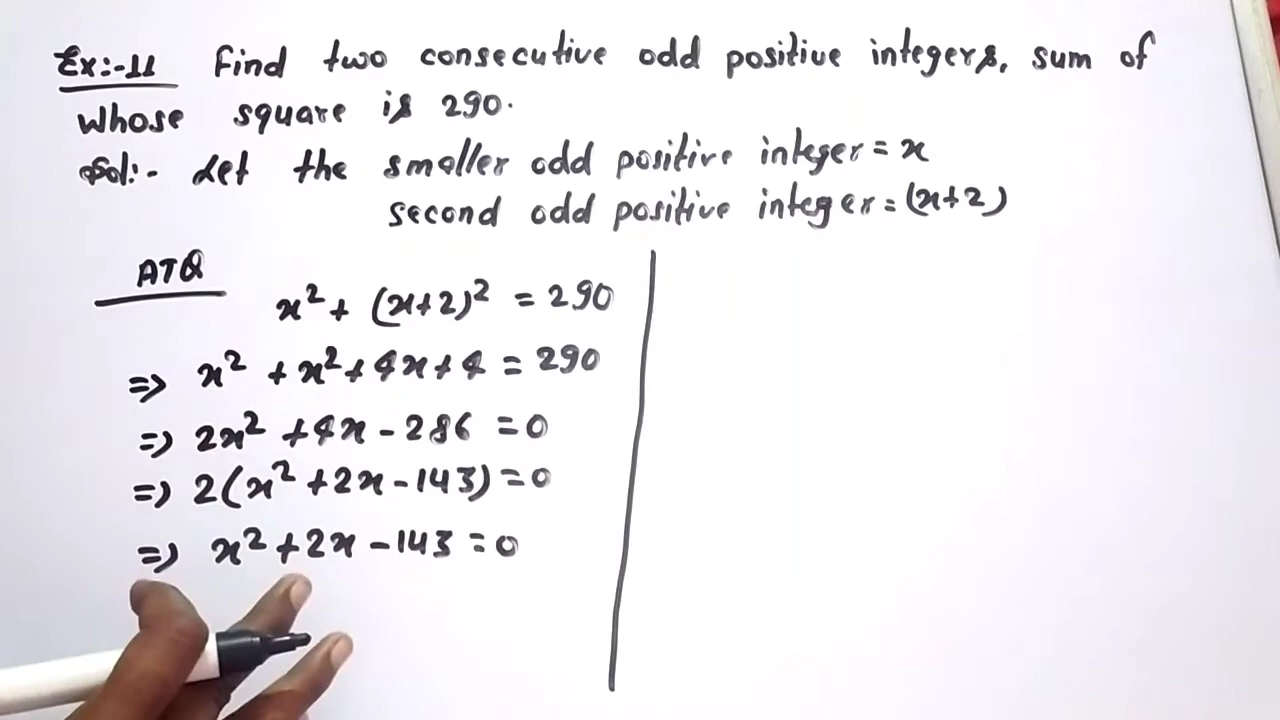 Ex:-11 Find two consecutive odd positive integers, sum of
whose square is 290.
Sol:- Let the smaller odd positive integer = x
second odd positive integer = (x+2)
ATQ
x² + (x+2)² = 290
=> x² + x² + 4x + 4 = 290
=> 2x² + 4x - 286 = 0
=> 2(x² + 2x - 143) = 0
=> x² + 2x - 143 = 0